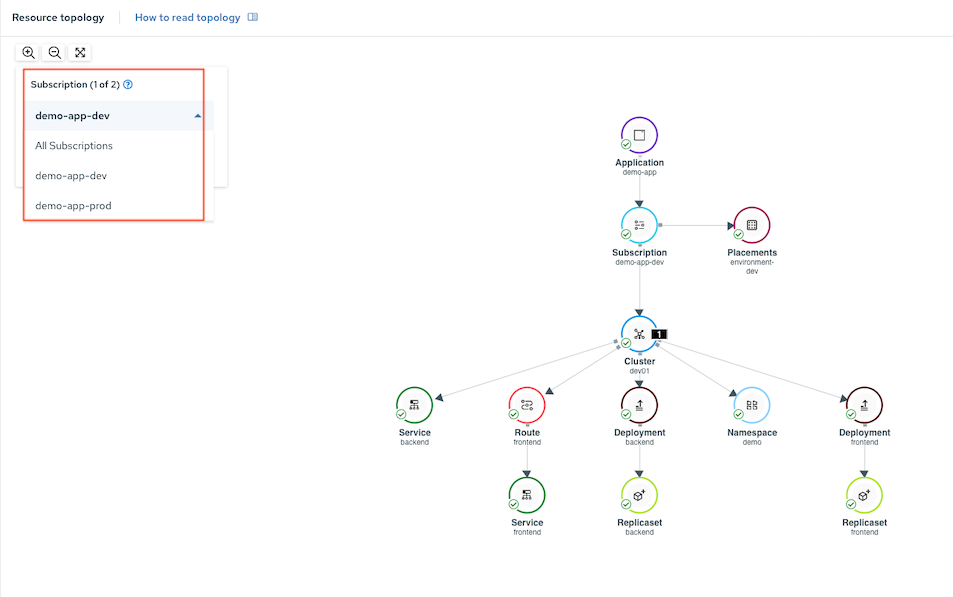 Resource topology
How to read topology
Subscription (1 of 2)
demo-app-dev
All Subscriptions
demo-app-dev
demo-app-prod
Application
demo-app
Subscription
demo-app-dev
Placements
environment-
dev
1
Cluster
dev01
Service
backend
Route
frontend
Deployment
backend
Namespace
demo
Deployment
frontend
Service
frontend
Replicaset
backend
Replicaset
frontend